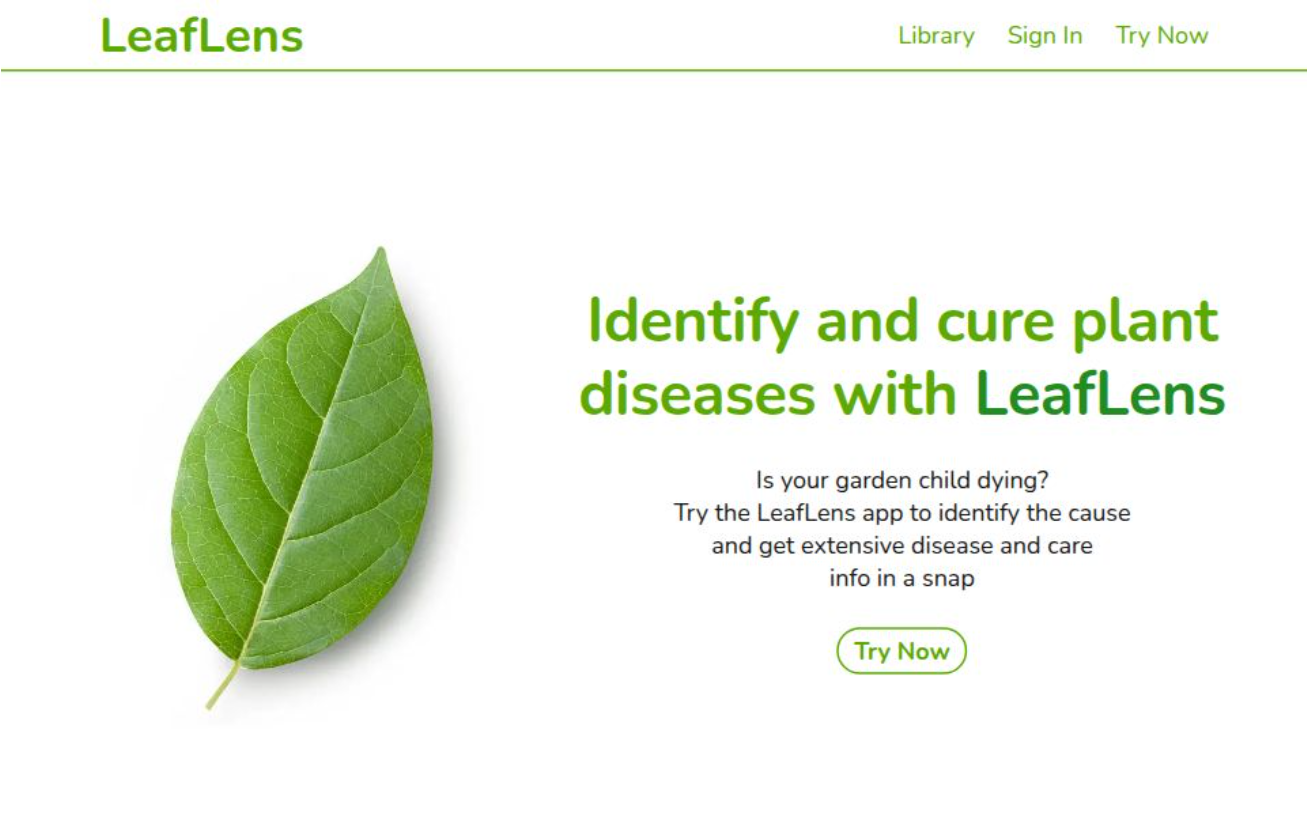 LeafLens
Library
Sign In
Try Now
Identify and cure plant
diseases with LeafLens
Is your garden child dying?
Try the LeafLens app to identify the cause
and get extensive disease and care
info in a snap
Try Now